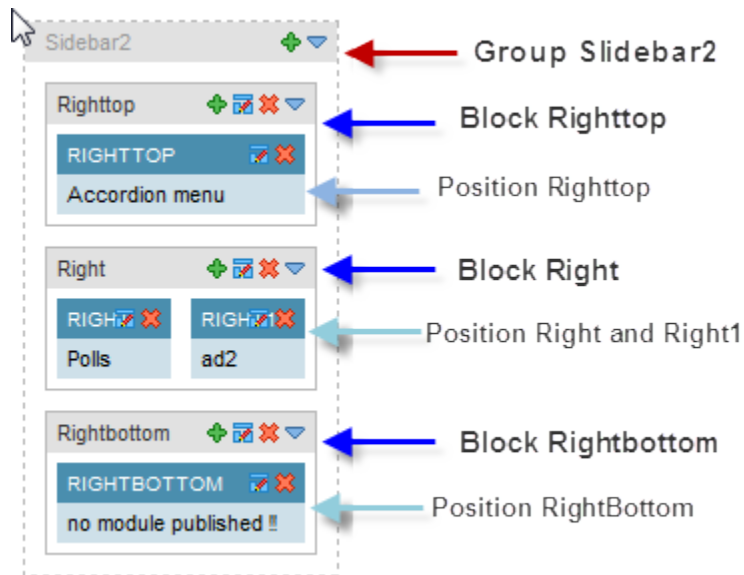 Sidebar2
Group Slidebar2
Righttop
Block Righttop
RIGHTTOP
Position Righttop
Accordion menu
Right
Block Right
Position Right and Right1
Polls
ad2
Rightbottom
Block Rightbottom
RIGHTBOTTOM
Position RightBottom
no module published !!